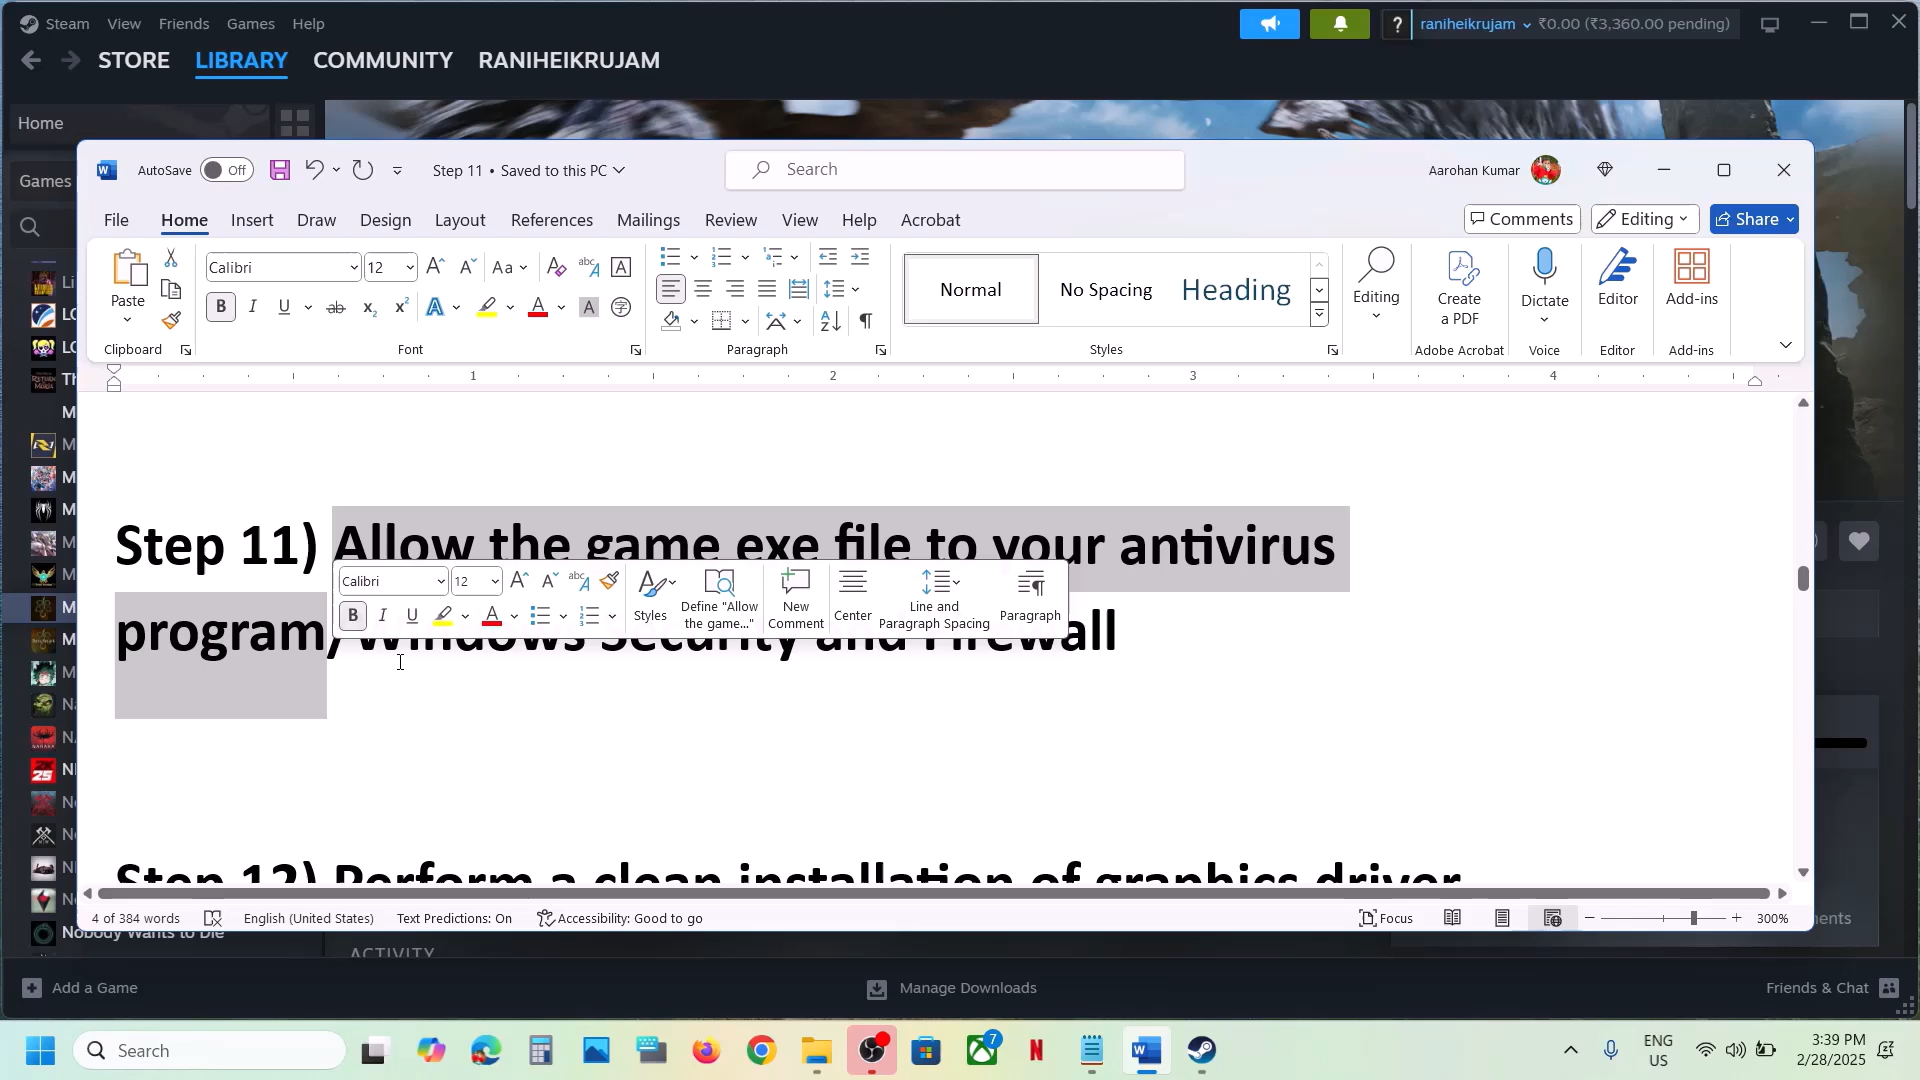 Steam View Friends Games Help
? raniheikrujam ₹0.00 (₹3,360.00 pending)
STORE LIBRARY COMMUNITY RANIHEIKRUJAM
Home
Games
AutoSave Off
Step 11 • Saved to this PC
Search
Aarohan Kumar
File Home Insert Draw Design Layout References Mailings Review View Help Acrobat
Comments Editing Share
Paste
Clipboard
Calibri 12
Font
Paragraph
Normal No Spacing Heading
Styles
Editing
Create a PDF
Adobe Acrobat
Dictate
Voice
Editor
Editor
Add-ins
Add-ins
1 2 3 4
Step 11) Allow the game exe file to your antivirus
program/Windows Security and Firewall
Calibri 12
Styles
Define "Allow the game..."
New Comment
Center
Line and Paragraph Spacing
Paragraph
Step 12) Perform a clean installation of graphics driver
4 of 384 words English (United States) Text Predictions: On Accessibility: Good to go Focus 300%
Nobody Wants to Die
ACTIVITY
Add a Game Manage Downloads Friends & Chat
Search
7
ENG
US
3:39 PM
2/28/2025